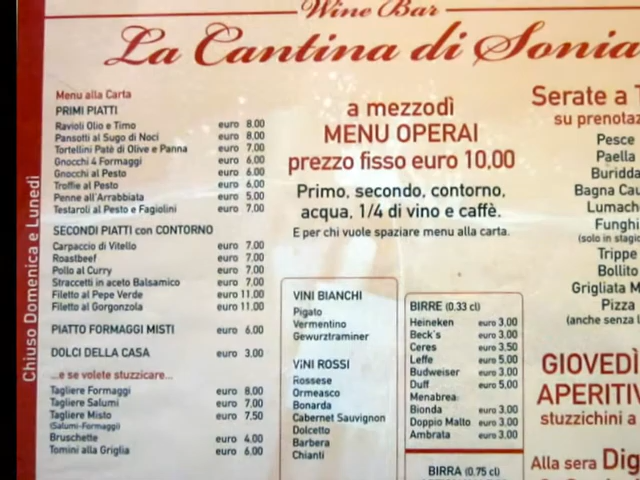 Wine Bar
La Cantina di Sonia
Chiuso Domenica e Lunedì
Menu alla Carta
PRIMI PIATTI
Ravioli Olio e Timo euro 8,00
Pansotti al Sugo di Noci euro 8,00
Tortellini Patè di Olive e Panna euro 7,00
Gnocchi 4 Formaggi euro 6,00
Gnocchi al Pesto euro 6,00
Troffie al Pesto euro 6,00
Penne all'Arrabbiata euro 5,00
Testaroli al Pesto e Fagiolini euro 7,00
SECONDI PIATTI con CONTORNO
Carpaccio di Vitello euro 7,00
Roastbeef euro 7,00
Pollo al Curry euro 7,00
Straccetti in aceto Balsamico euro 7,00
Filetto al Pepe Verde euro 11,00
Filetto al Gorgonzola euro 11,00
PIATTO FORMAGGI MISTI euro 6,00
DOLCI DELLA CASA euro 3,00
...e se volete stuzzicare...
Tagliere Formaggi euro 8,00
Tagliere Salumi euro 7,00
Tagliere Misto euro 7,50
(Salumi-Formaggi)
Bruschette euro 4,00
Tomini alla Griglia euro 6,00
a mezzodì
MENU OPERAI
prezzo fisso euro 10,00
Primo, secondo, contorno,
acqua, 1/4 di vino e caffè.
E per chi vuole spaziare menu alla carta.
VINI BIANCHI
Pigato
Vermentino
Gewurztraminer
VINI ROSSI
Rossese
Ormeasco
Bonarda
Cabernet Sauvignon
Dolcetto
Barbera
Chianti
BIRRE (0.33 cl)
Heineken euro 3,00
Beck's euro 3,00
Ceres euro 3,50
Leffe euro 5,00
Budweiser euro 3,00
Duff euro 5,00
Menabrea:
Bionda euro 3,00
Doppio Malto euro 3,00
Ambrata euro 3,00
BIRRA (0.75 cl)
Serate a T
su prenotaz
Pesce
Paella
Buridda
Bagna Cau
Lumach
Funghi
(solo in stagio
Trippe
Bollito
Grigliata M
Pizza
(anche senza l
GIOVEDÌ
APERITIV
stuzzichini a
Alla sera Dig